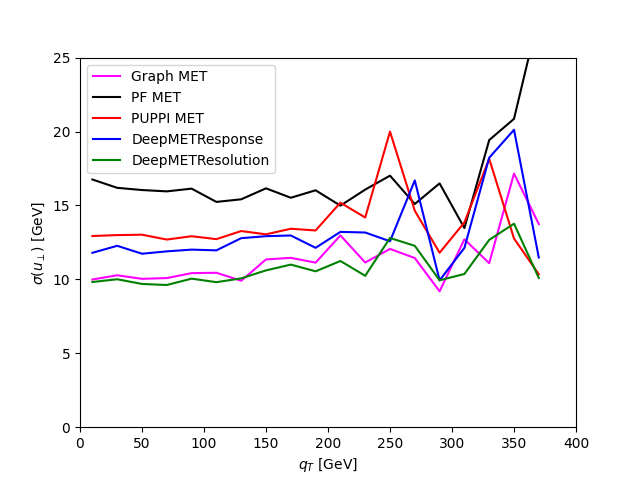 25
20
15
10
5
0
σ(u⊥) [GeV]
Graph MET
PF MET
PUPPI MET
DeepMETResponse
DeepMETResolution
0 50 100 150 200 250 300 350 400
qT [GeV]